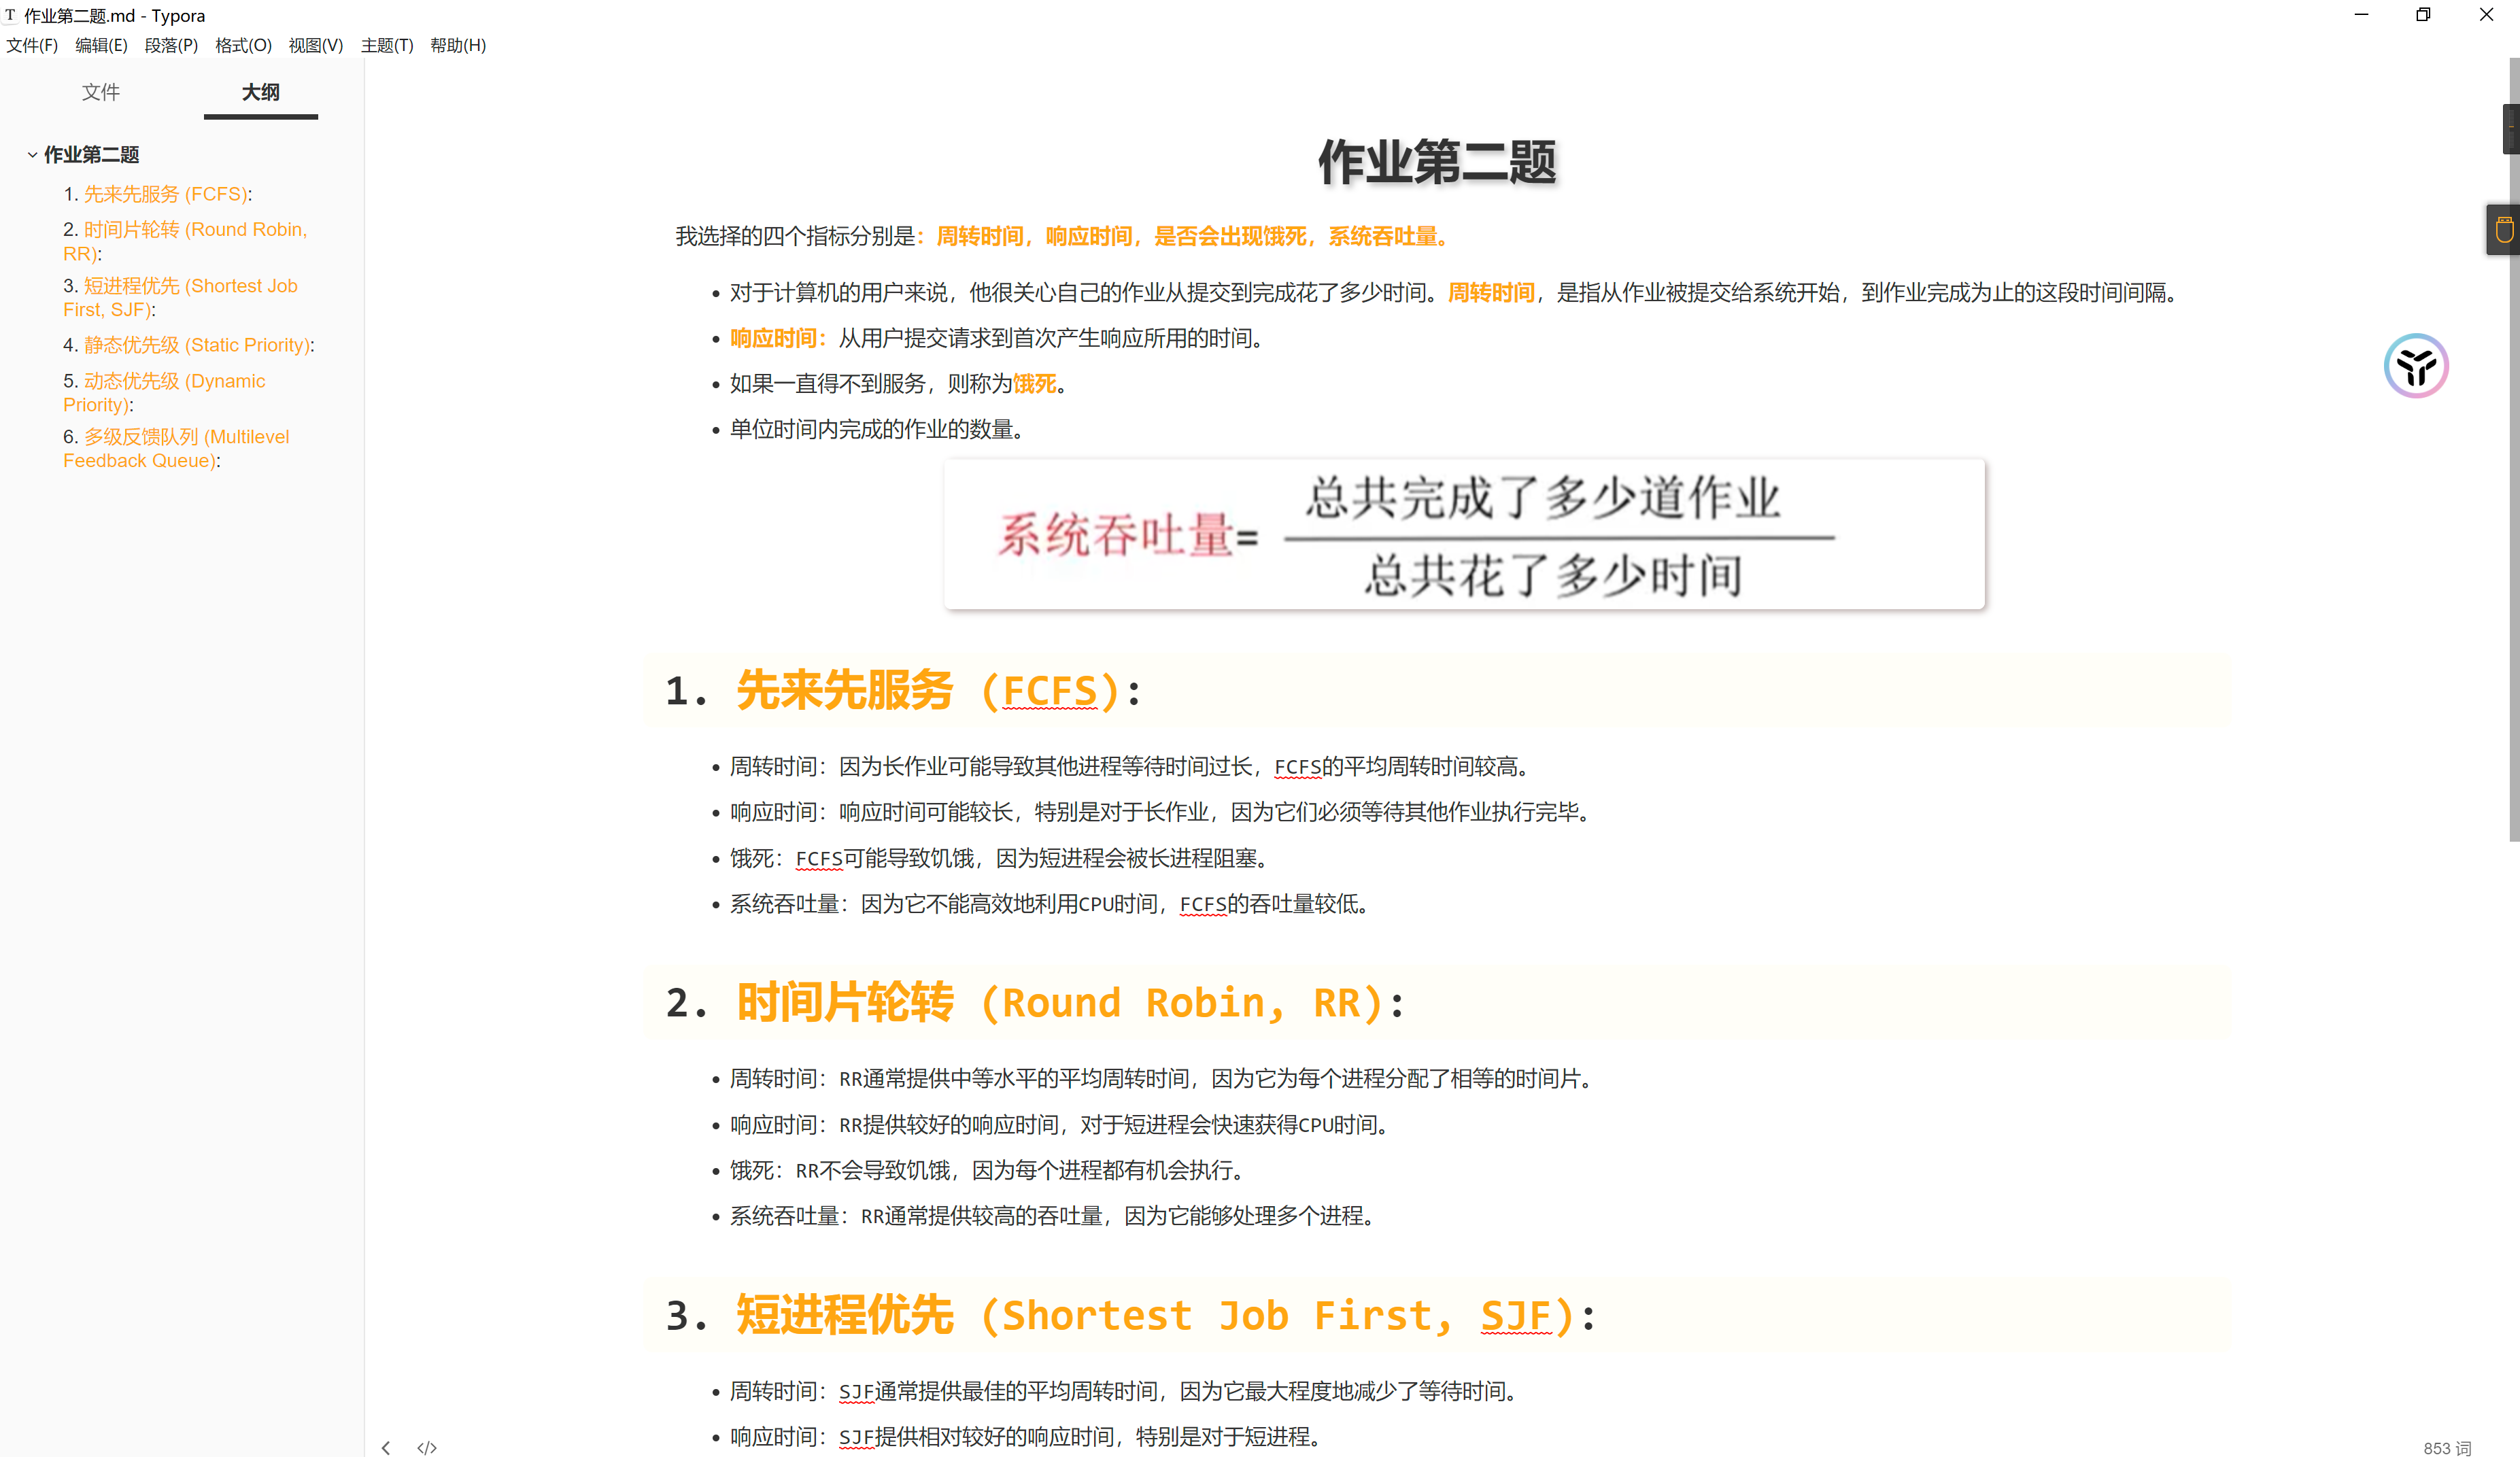 作业第二题.md - Typora
文件(F) 编辑(E) 段落(P) 格式(O) 视图(V) 主题(T) 帮助(H)
文件 大纲
作业第二题
1. 先来先服务 (FCFS):
2. 时间片轮转 (Round Robin,
RR):
3. 短进程优先 (Shortest Job
First, SJF):
4. 静态优先级 (Static Priority):
5. 动态优先级 (Dynamic
Priority):
6. 多级反馈队列 (Multilevel
Feedback Queue):
作业第二题
我选择的四个指标分别是：周转时间，响应时间，是否会出现饿死，系统吞吐量。
对于计算机的用户来说，他很关心自己的作业从提交到完成花了多少时间。周转时间，是指从作业被提交给系统开始，到作业完成为止的这段时间间隔。
响应时间：从用户提交请求到首次产生响应所用的时间。
如果一直得不到服务，则称为饿死。
单位时间内完成的作业的数量。
总共完成了多少道作业
系统吞吐量=
总共花了多少时间
1. 先来先服务 (FCFS):
周转时间：因为长作业可能导致其他进程等待时间过长，FCFS的平均周转时间较高。
响应时间：响应时间可能较长，特别是对于长作业，因为它们必须等待其他作业执行完毕。
饿死：FCFS可能导致饥饿，因为短进程会被长进程阻塞。
系统吞吐量：因为它不能高效地利用CPU时间，FCFS的吞吐量较低。
2. 时间片轮转 (Round Robin, RR):
周转时间：RR通常提供中等水平的平均周转时间，因为它为每个进程分配了相等的时间片。
响应时间：RR提供较好的响应时间，对于短进程会快速获得CPU时间。
饿死：RR不会导致饥饿，因为每个进程都有机会执行。
系统吞吐量：RR通常提供较高的吞吐量，因为它能够处理多个进程。
3. 短进程优先 (Shortest Job First, SJF):
周转时间：SJF通常提供最佳的平均周转时间，因为它最大程度地减少了等待时间。
响应时间：SJF提供相对较好的响应时间，特别是对于短进程。
853 词